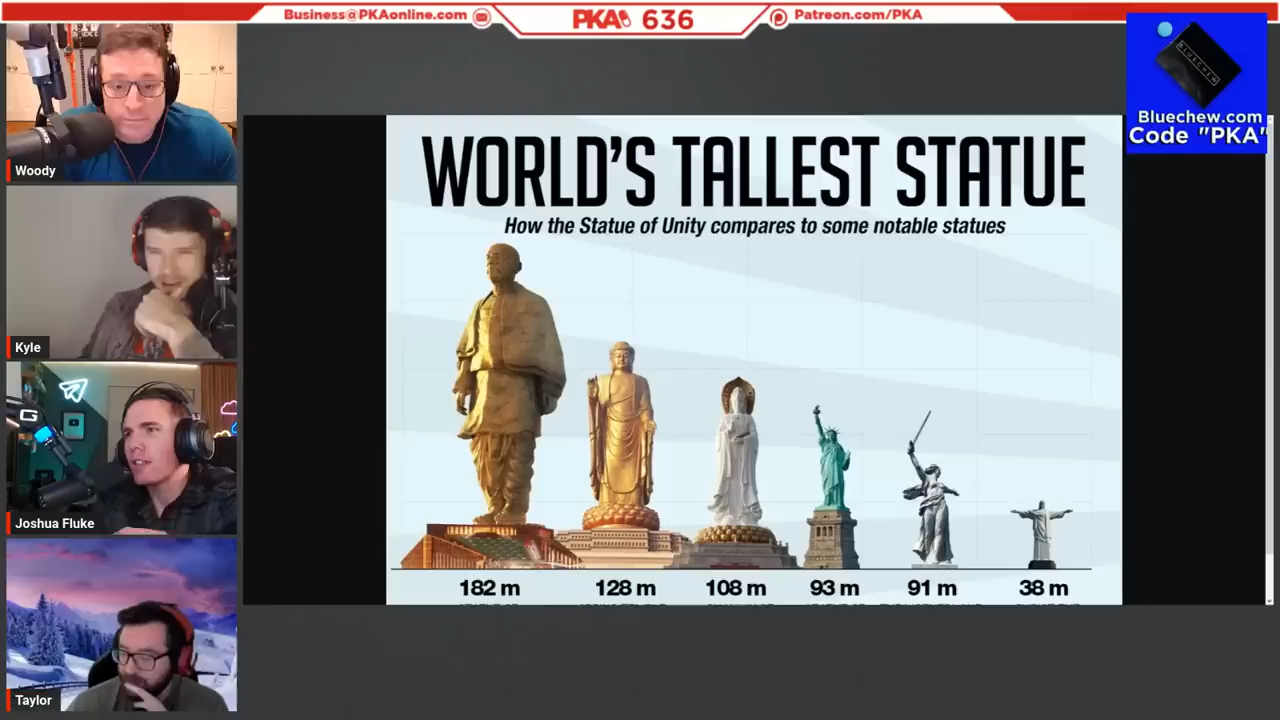 Business@PKAonline.com
PKA 636
Patreon.com/PKA
BLUECHEW
Bluechew.com
Code "PKA"
Woody
Kyle
G
Joshua Fluke
Taylor
WORLD'S TALLEST STATUE
How the Statue of Unity compares to some notable statues
182 m
128 m
108 m
93 m
91 m
38 m